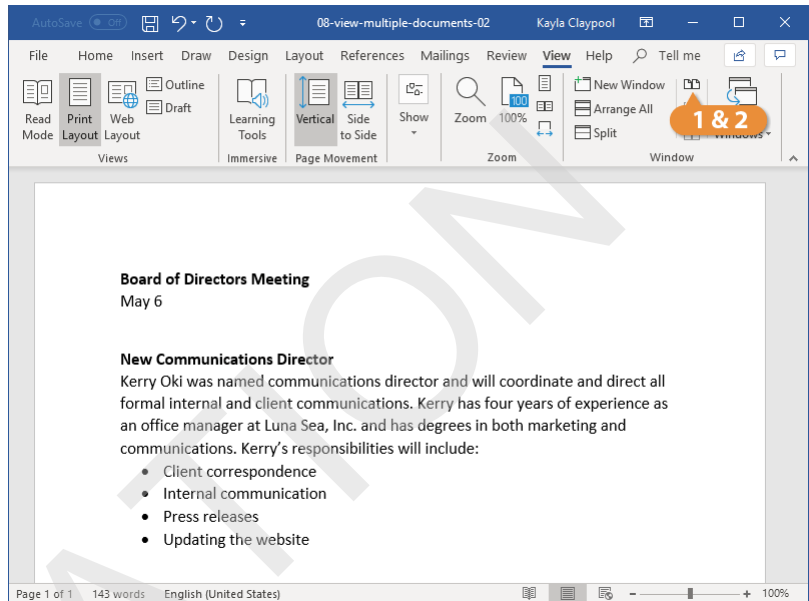 AutoSave Off 08-view-multiple-documents-02 Kayla Claypool
File Home Insert Draw Design Layout References Mailings Review View Help Tell me
Read Mode
Print Layout
Web Layout
Outline
Draft
Views
Learning Tools
Immersive
Vertical
Side to Side
Page Movement
Show
Zoom
100
100%
Zoom
New Window
Arrange All
Split
1 & 2
Windows
Window
Board of Directors Meeting
May 6
New Communications Director
Kerry Oki was named communications director and will coordinate and direct all
formal internal and client communications. Kerry has four years of experience as
an office manager at Luna Sea, Inc. and has degrees in both marketing and
communications. Kerry's responsibilities will include:
• Client correspondence
• Internal communication
• Press releases
• Updating the website
Page 1 of 1 143 words English (United States) - + 100%
ATION